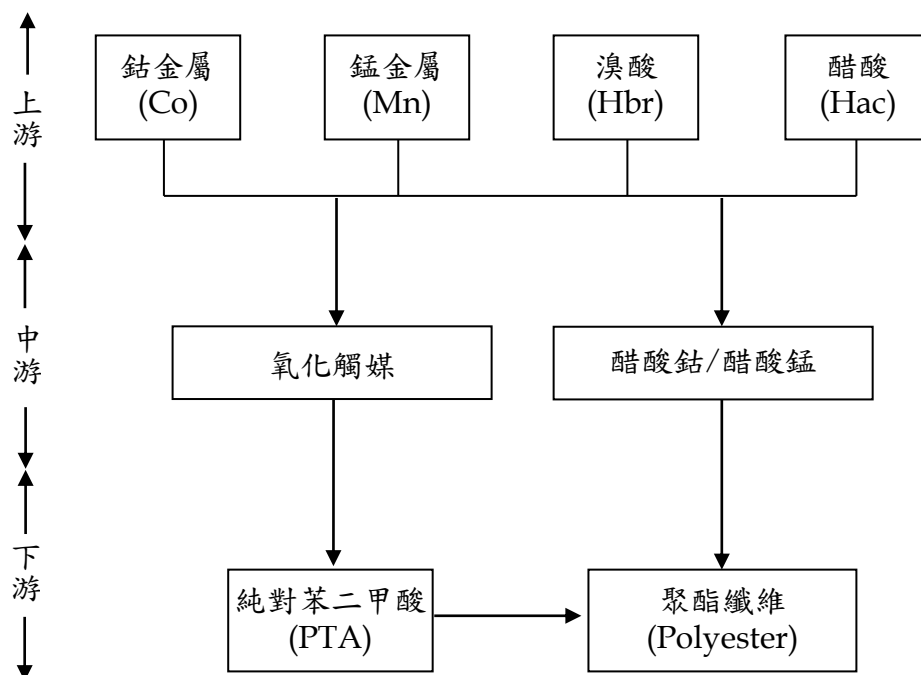 上游
鈷金屬
(Co)
錳金屬
(Mn)
溴酸
(Hbr)
醋酸
(Hac)
中游
氧化觸媒
醋酸鈷/醋酸錳
下游
純對苯二甲酸
(PTA)
聚酯纖維
(Polyester)